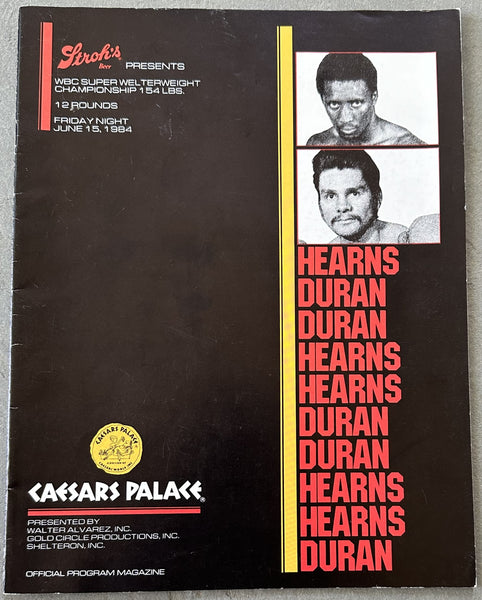 Stroh's
Beer
PRESENTS
WBC SUPER WELTERWEIGHT
CHAMPIONSHIP 154 LBS.
12 ROUNDS
FRIDAY NIGHT
JUNE 15, 1984
HEARNS
DURAN
DURAN
HEARNS
HEARNS
DURAN
DURAN
HEARNS
HEARNS
DURAN
CAESARS PALACE
CAESARS PALACE®
PRESENTED BY
WALTER ALVAREZ, INC.
GOLD CIRCLE PRODUCTIONS, INC.
SHELTERON, INC.
OFFICIAL PROGRAM MAGAZINE